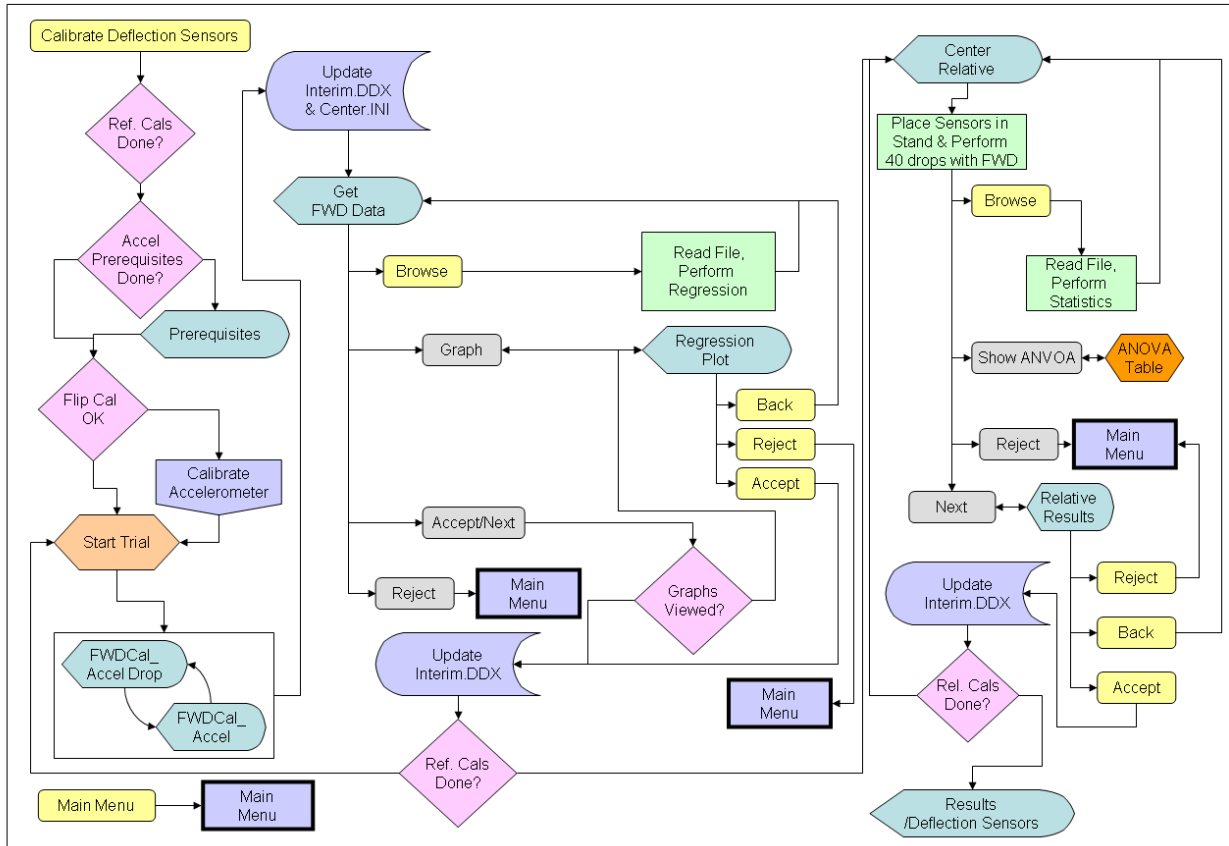 Calibrate Deflection Sensors
Ref. Cals
Done?
Accel
Prerequisites
Done?
Prerequisites
Flip Cal
OK
Calibrate
Accelerometer
Start Trial
FWDCal_
Accel Drop
FWDCal_
Accel
Main Menu
Main
Menu
Update
Interim.DDX
& Center.INI
Get
FWD Data
Browse
Read File,
Perform
Regression
Graph
Regression
Plot
Back
Reject
Accept
Accept/Next
Graphs
Viewed?
Reject
Main
Menu
Update
Interim.DDX
Main
Menu
Ref. Cals
Done?
Center
Relative
Place Sensors in
Stand & Perform
40 drops with FWD
Browse
Read File,
Perform
Statistics
Show ANVOA
ANOVA
Table
Reject
Main
Menu
Next
Relative
Results
Reject
Back
Accept
Update
Interim.DDX
Rel. Cals
Done?
Results
/Deflection Sensors